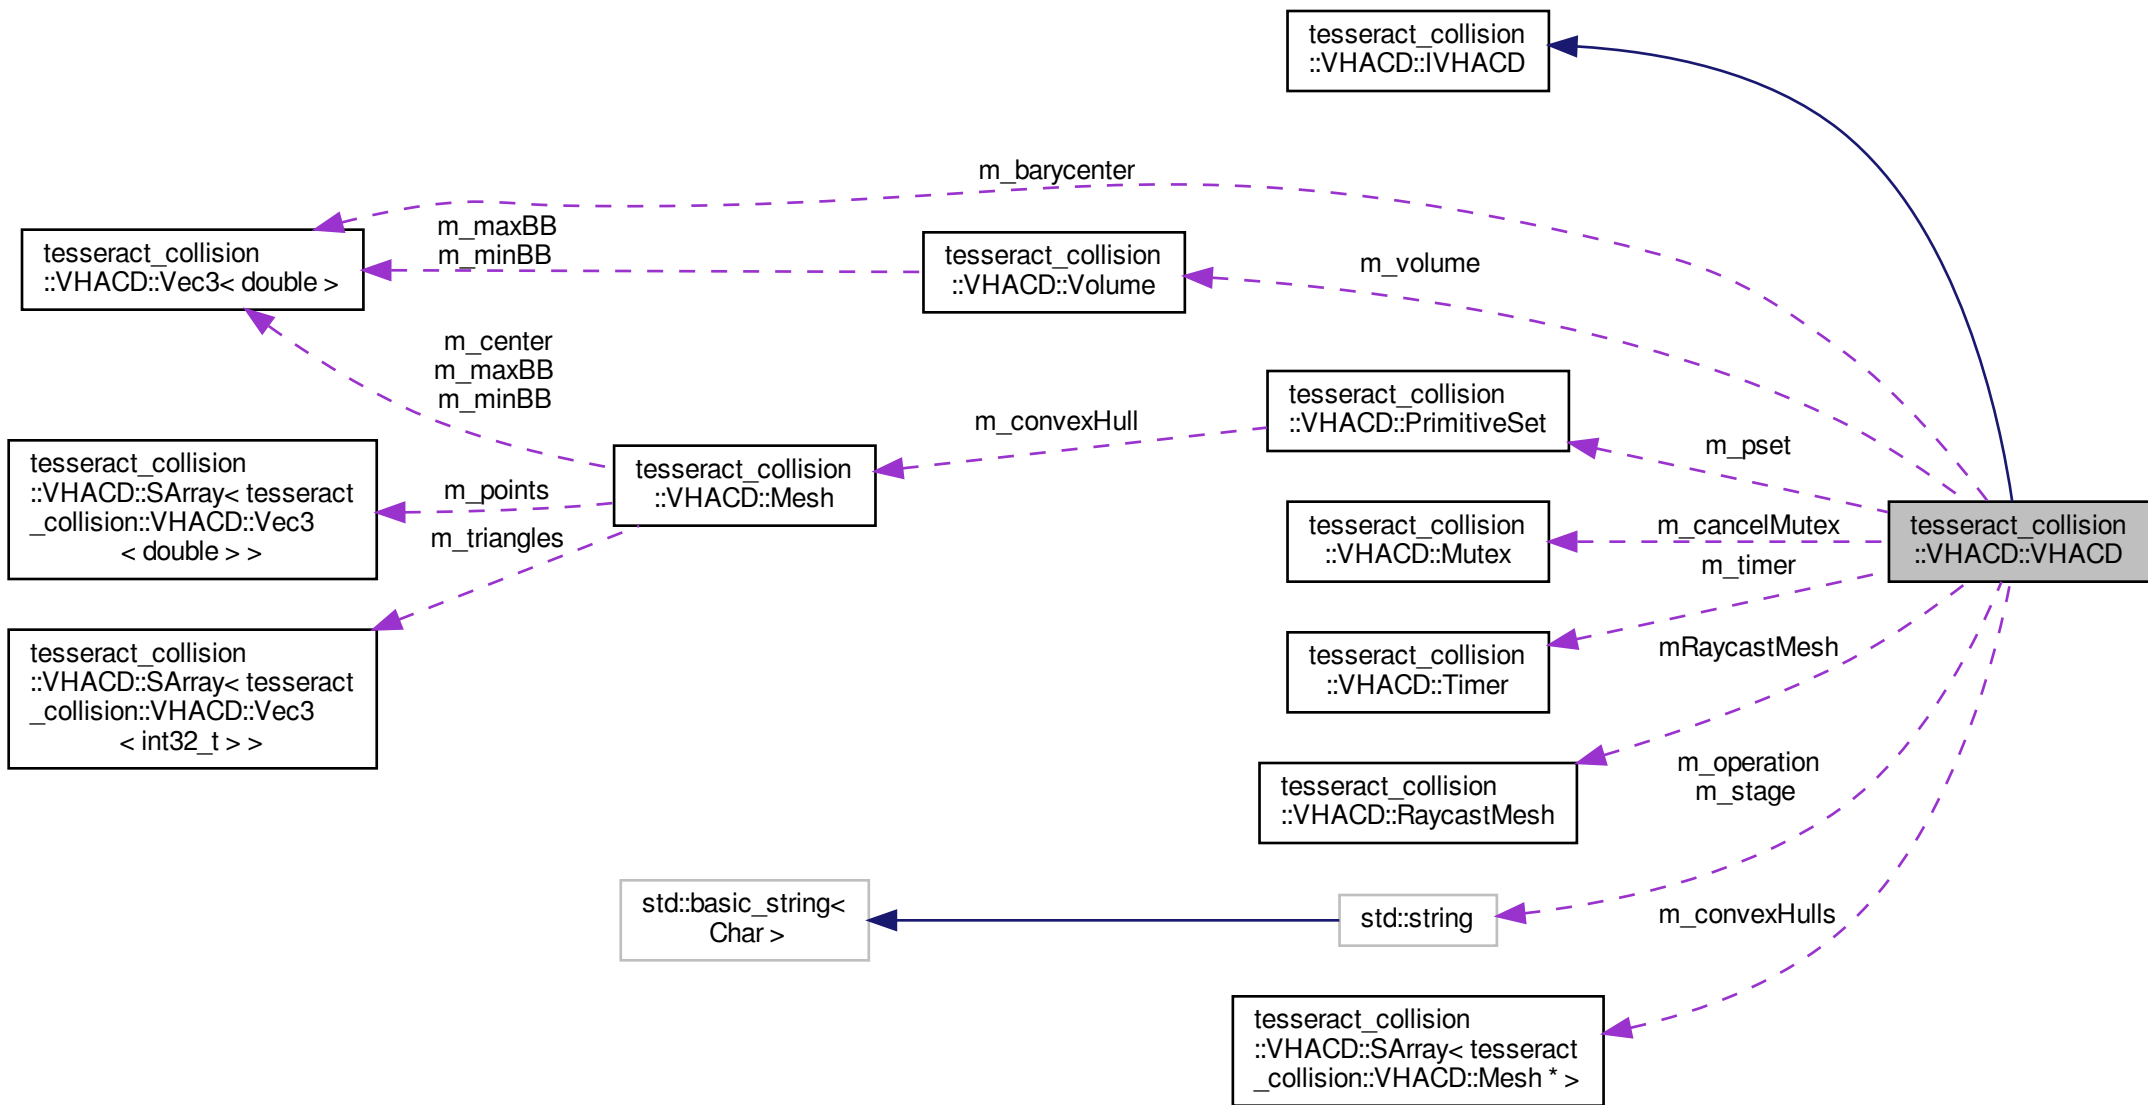 tesseract_collision
::VHACD::IVHACD
m_barycenter
m_maxBB
m_minBB
tesseract_collision
::VHACD::Vec3< double >
tesseract_collision
::VHACD::Volume
m_volume
m_center
m_maxBB
m_minBB
tesseract_collision
::VHACD::PrimitiveSet
m_convexHull
m_pset
tesseract_collision
::VHACD::SArray< tesseract
_collision::VHACD::Vec3
< double > >
m_points
m_triangles
tesseract_collision
::VHACD::Mesh
tesseract_collision
::VHACD::Mutex
m_cancelMutex
m_timer
tesseract_collision
::VHACD::VHACD
tesseract_collision
::VHACD::SArray< tesseract
_collision::VHACD::Vec3
< int32_t > >
tesseract_collision
::VHACD::Timer
mRaycastMesh
tesseract_collision
::VHACD::RaycastMesh
m_operation
m_stage
std::basic_string<
Char >
std::string
m_convexHulls
tesseract_collision
::VHACD::SArray< tesseract
_collision::VHACD::Mesh * >